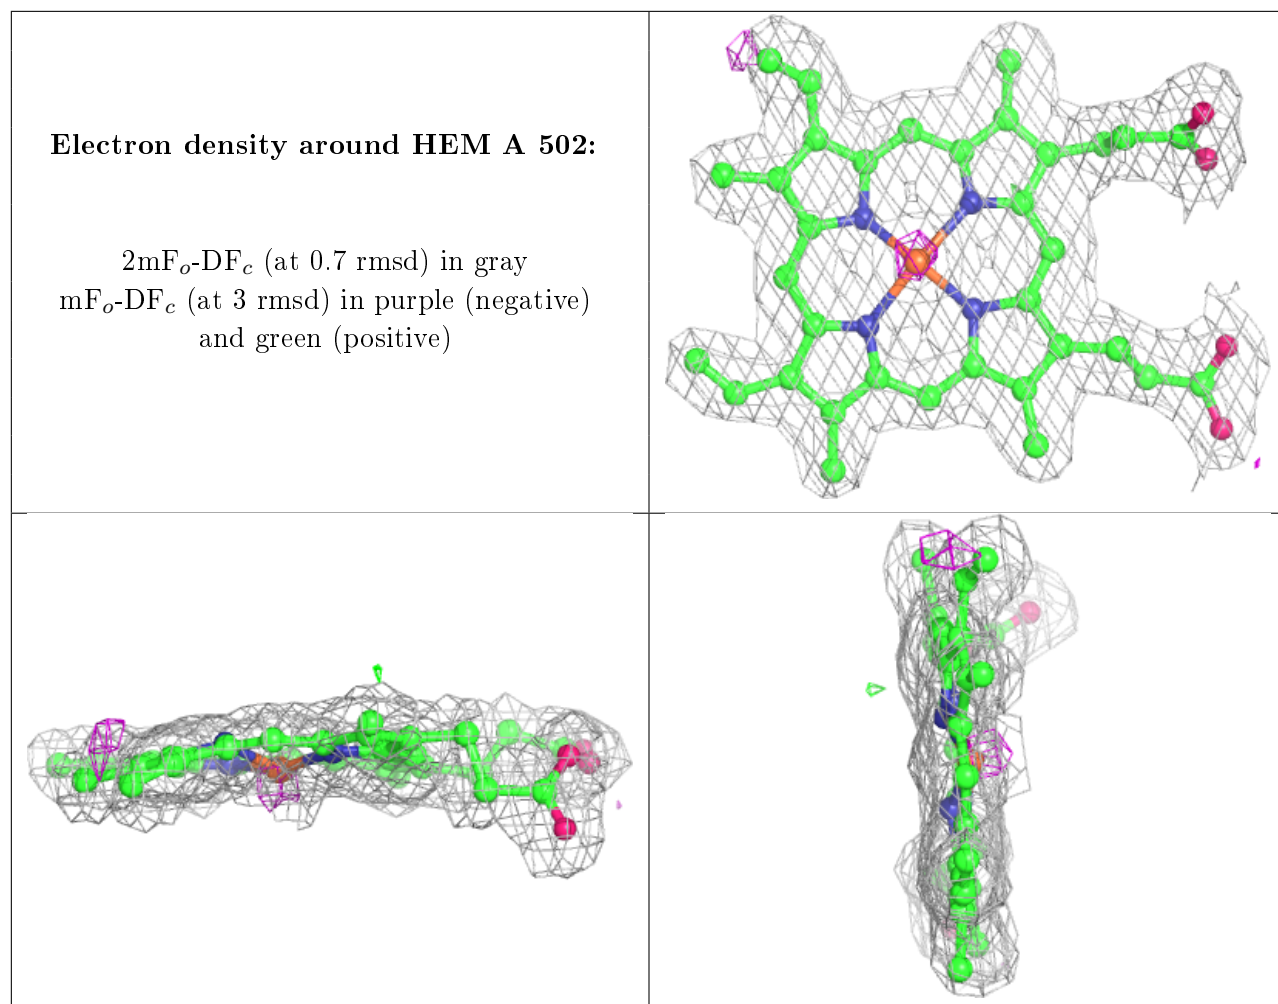 Electron density around HEM A 502:
2mFₒ-DF𝒸 (at 0.7 rmsd) in gray
mFₒ-DF𝒸 (at 3 rmsd) in purple (negative)
and green (positive)